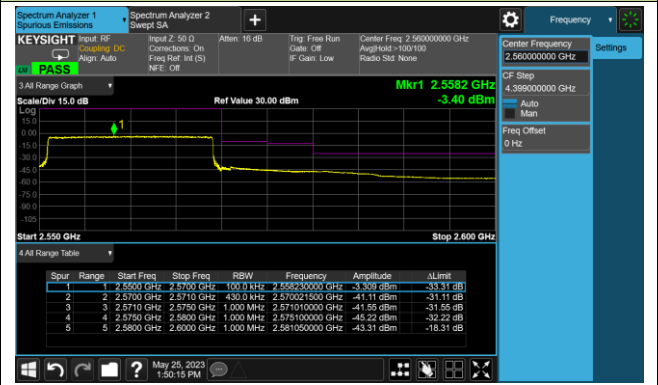 Spectrum Analyzer 1
Spurious Emissions
Spectrum Analyzer 2
Swept SA
Frequency
KEYSIGHT
Input: RF
Coupling: DC
Align: Auto
Input Z: 50 Ω
Corrections: On
Freq Ref: Int (S)
NFE: Off
Atten: 16 dB
Trig: Free Run
Gate: Off
IF Gain: Low
Center Freq: 2.560000000 GHz
Avg|Hold:>100/100
Radio Std: None
PASS
Center Frequency
2.560000000 GHz
Settings
CF Step
4.399000000 GHz
Auto
Man
Freq Offset
0 Hz
3 All Range Graph
Mkr1 2.5582 GHz
Scale/Div 15.0 dB
Ref Value 30.00 dBm
-3.40 dBm
Log
15.0
0.00
-15.0
-30.0
-45.0
-60.0
-75.0
-90.0
-105
1
Start 2.550 GHz
Stop 2.600 GHz
4 All Range Table
Spur Range Start Freq Stop Freq RBW Frequency Amplitude ΔLimit
1 1 2.5500 GHz 2.5700 GHz 100.0 kHz 2.558230000 GHz -3.309 dBm -33.31 dB
2 2 2.5700 GHz 2.5710 GHz 430.0 kHz 2.570021500 GHz -41.11 dBm -31.11 dB
3 3 2.5710 GHz 2.5750 GHz 1.000 MHz 2.571010000 GHz -41.55 dBm -31.55 dB
4 4 2.5750 GHz 2.5800 GHz 1.000 MHz 2.575100000 GHz -45.22 dBm -32.22 dB
5 5 2.5800 GHz 2.6000 GHz 1.000 MHz 2.581050000 GHz -43.31 dBm -18.31 dB
May 25, 2023
1:50:15 PM